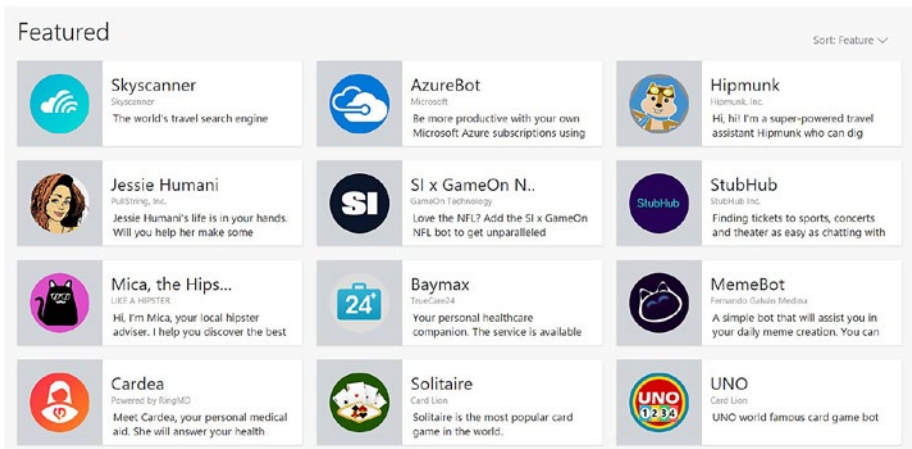 Featured
Sort: Feature
Skyscanner
Skyscanner
The world's travel search engine
AzureBot
Microsoft
Be more productive with your own
Microsoft Azure subscriptions using
Hipmunk
Hipmunk, Inc.
Hi, hi! I'm a super-powered travel
assistant Hipmunk who can dig
Jessie Humani
PullString, Inc.
Jessie Humani's life is in your hands.
Will you help her make some
SI
SI x GameOn N..
GameOn Technology
Love the NFL? Add the SI x GameOn
NFL bot to get unparalleled
StubHub
StubHub
StubHub Inc.
Finding tickets to sports, concerts
and theater as easy as chatting with
Mica, the Hips...
LIKE A HIPSTER
Hi, I'm Mica, your local hipster
adviser. I help you discover the best
24+
Baymax
TrueCare24
Your personal healthcare
companion. The service is available
MemeBot
Fernando Galván Medina
A simple bot that will assist you in
your daily meme creation. You can
Cardea
Powered by RingMD
Meet Cardea, your personal medical
aid. She will answer your health
Solitaire
Card Lion
Solitaire is the most popular card
game in the world.
UNO
1234
UNO
Card Lion
UNO world famous card game bot